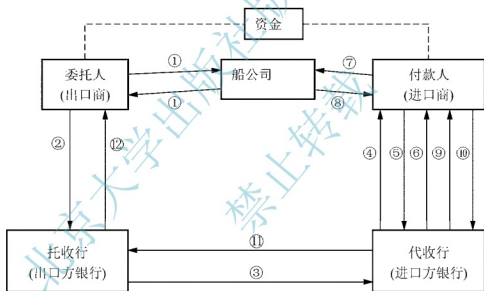 资金
委托人
(出口商)
①
①
船公司
⑦
⑧
付款人
(进口商)
②
⑫
④
⑤
⑥
⑨
⑩
托收行
(出口方银行)
⑪
③
代收行
(进口方银行)
北京大学出版社版
禁止转载